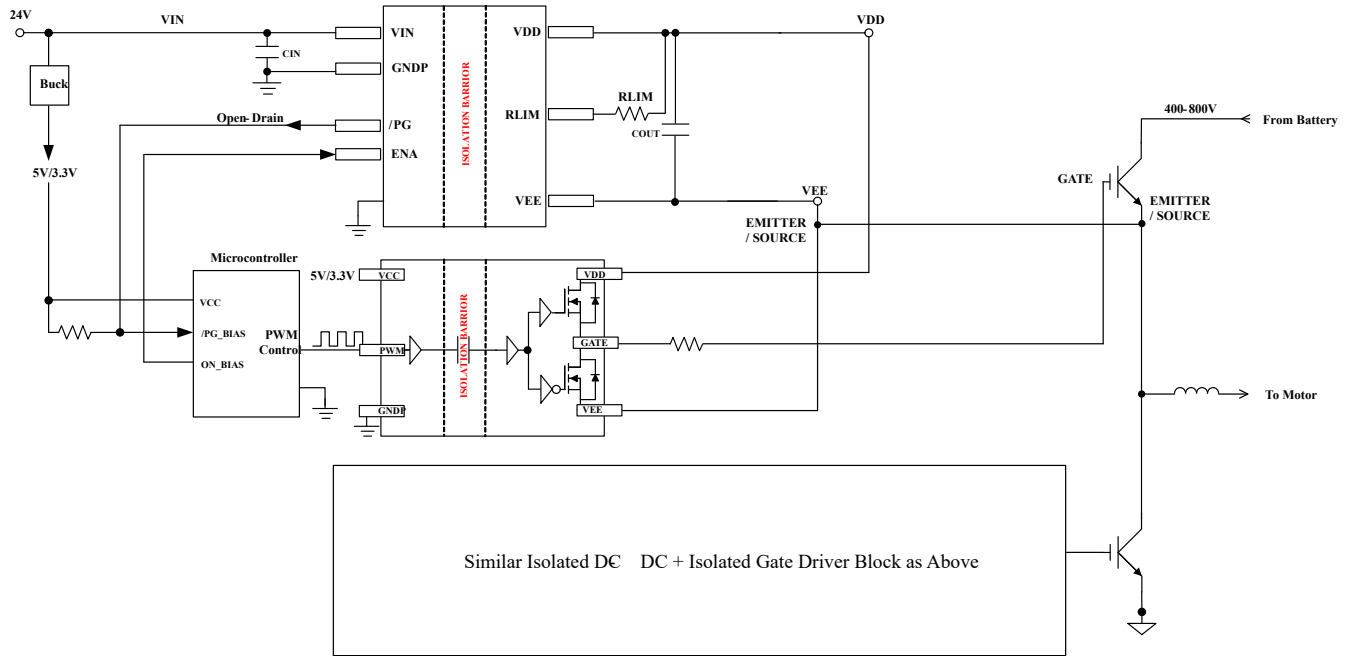 24V
VIN
VIN
VDD
VDD
CIN
Buck
GNDP
ISOLATION BARRIOR
RLIM
RLIM
COUT
400-800V
From Battery
Open-Drain
/PG
ENA
5V/3.3V
GATE
VEE
VEE
EMITTER
/ SOURCE
EMITTER
/ SOURCE
Microcontroller
5V/3.3V
VCC
VDD
VCC
/PG_BIAS
PWM
Control
ON_BIAS
PWM
ISOLATION BARRIOR
GATE
GNDP
VEE
To Motor
Similar Isolated DC DC + Isolated Gate Driver Block as Above